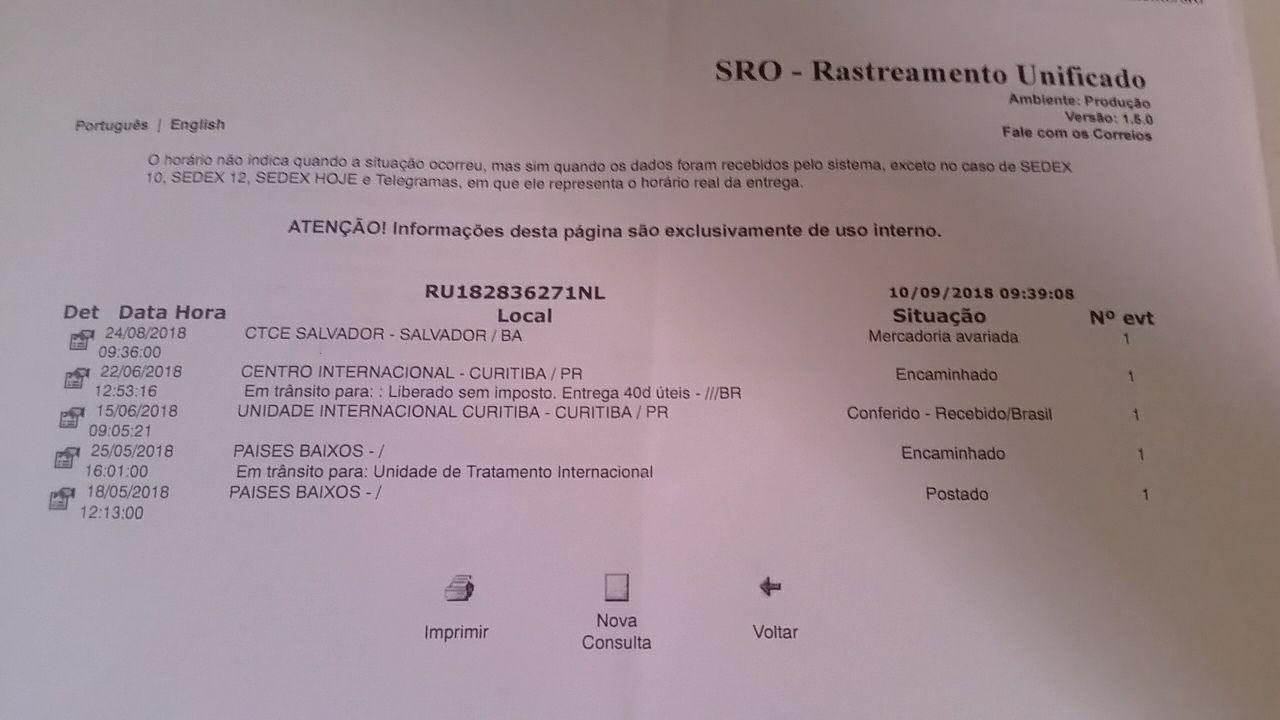 SRO - Rastreamento Unificado
Ambiente: Produção
Versão: 1.5.0
Fale com os Correios
Português | English
O horário não indica quando a situação ocorreu, mas sim quando os dados foram recebidos pelo sistema, exceto no caso de SEDEX
10, SEDEX 12, SEDEX HOJE e Telegramas, em que ele representa o horário real da entrega.
ATENÇÃO! Informações desta página são exclusivamente de uso interno.
RU182836271NL 10/09/2018 09:39:08
Det Data Hora Local Situação Nº evt
24/08/2018 CTCE SALVADOR - SALVADOR / BA Mercadoria avariada 1
09:36:00
22/06/2018 CENTRO INTERNACIONAL - CURITIBA / PR Encaminhado 1
12:53:16 Em trânsito para: : Liberado sem imposto. Entrega 40d úteis - ///BR
15/06/2018 UNIDADE INTERNACIONAL CURITIBA - CURITIBA / PR Conferido - Recebido/Brasil 1
09:05:21
25/05/2018 PAISES BAIXOS - / Encaminhado 1
16:01:00 Em trânsito para: Unidade de Tratamento Internacional
18/05/2018 PAISES BAIXOS - / Postado 1
12:13:00
Imprimir Nova Voltar
Consulta